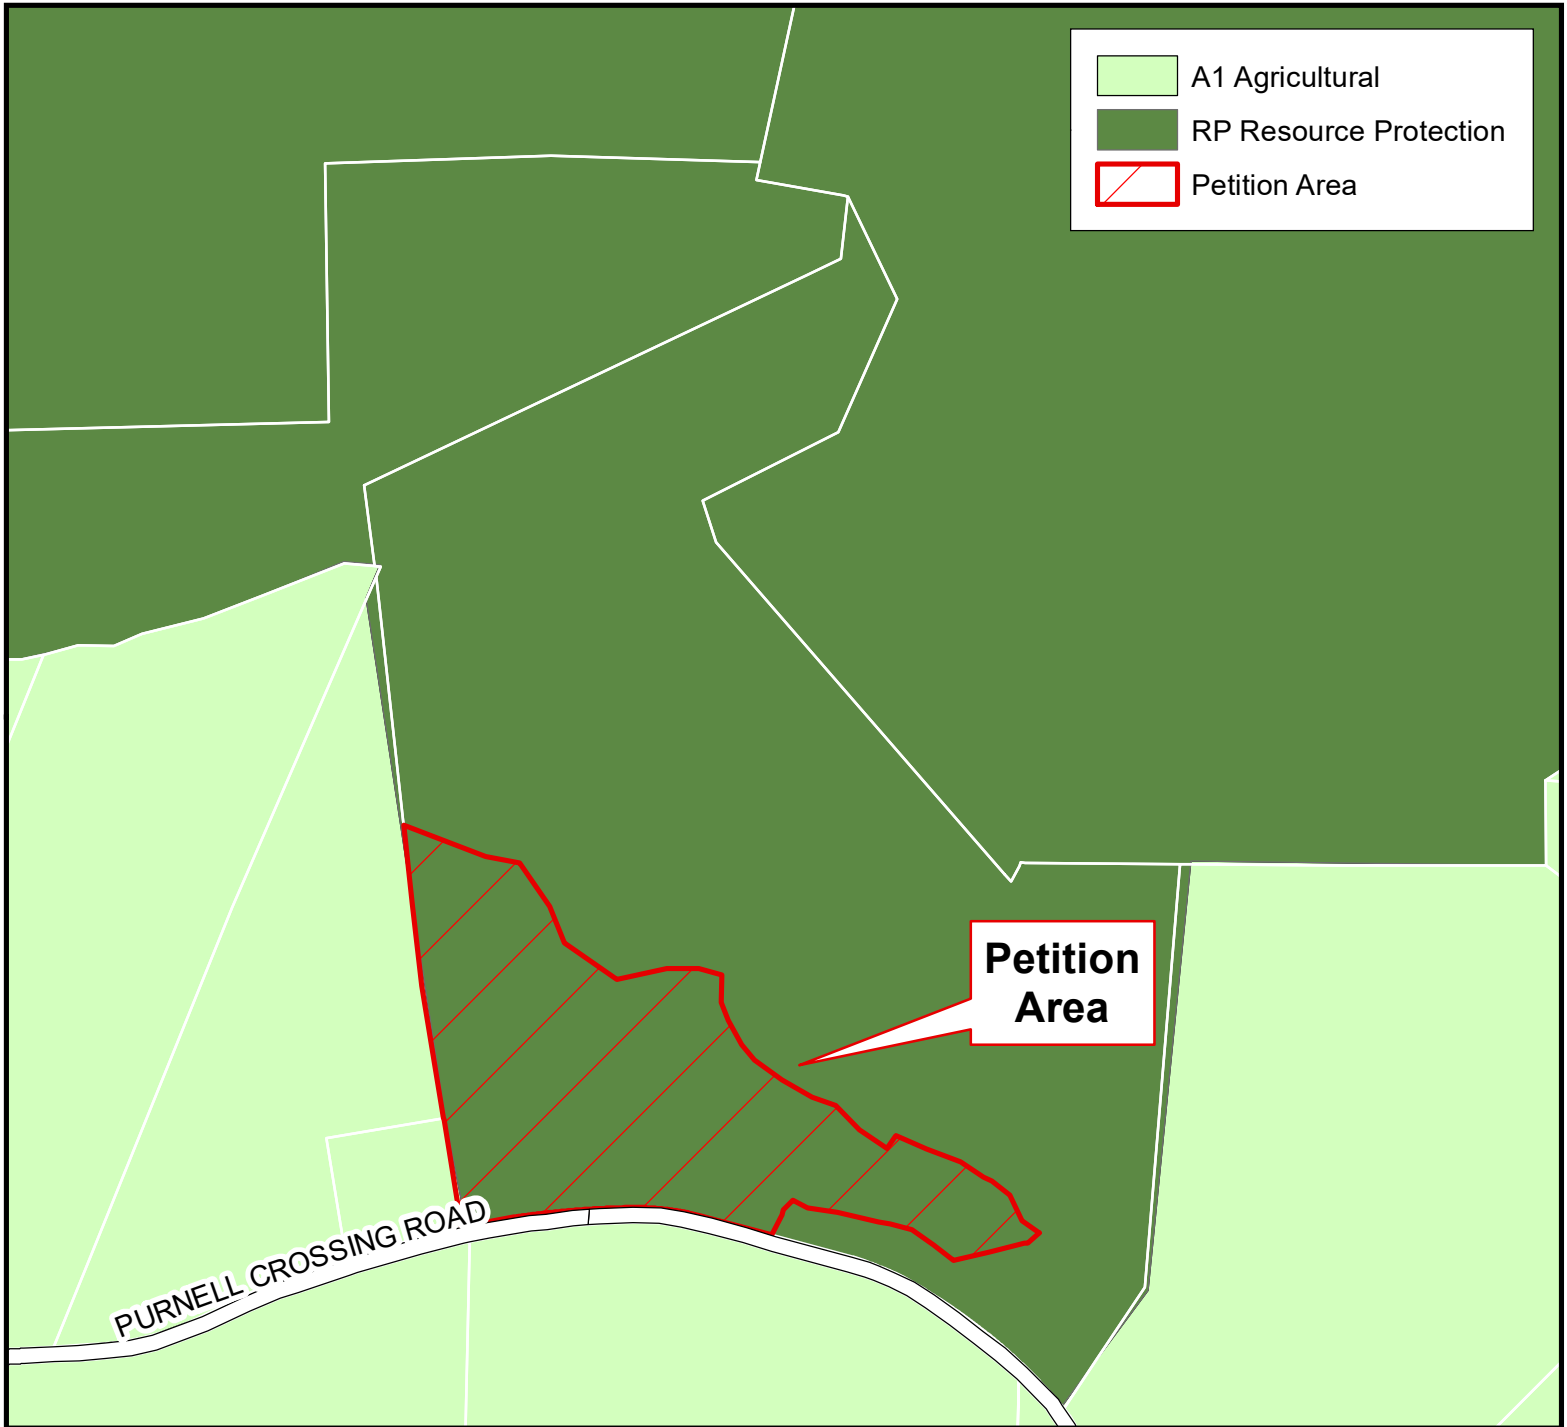 A1 Agricultural
RP Resource Protection
Petition Area
Petition
Area
PURNELL CROSSING ROAD